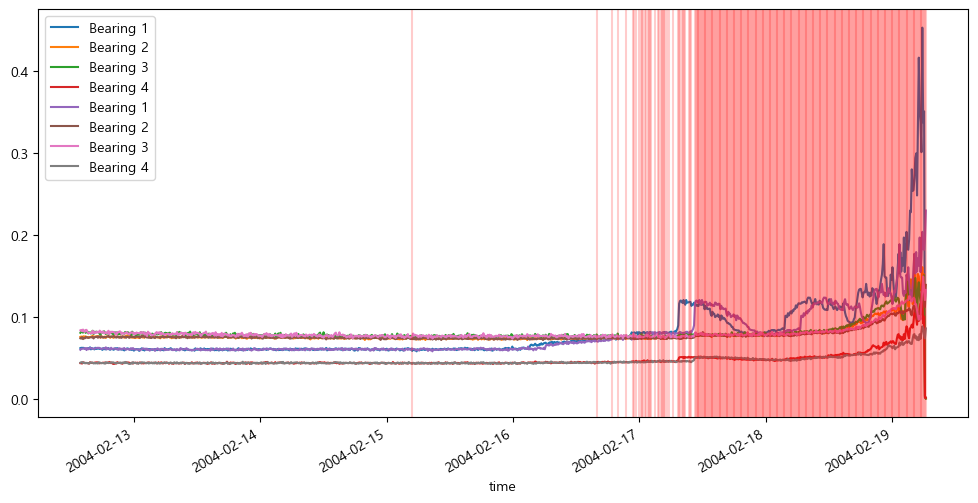 Bearing 1
Bearing 2
Bearing 3
Bearing 4
Bearing 1
Bearing 2
Bearing 3
Bearing 4
0.4
0.3
0.2
0.1
0.0
2004-02-13
2004-02-14
2004-02-15
2004-02-16
2004-02-17
2004-02-18
2004-02-19
time